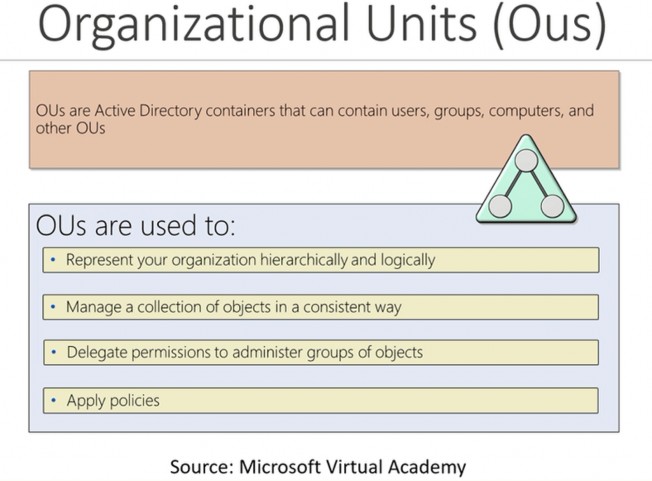 Organizational Units (Ous)
OUs are Active Directory containers that can contain users, groups, computers, and
other OUs
OUs are used to:
• Represent your organization hierarchically and logically
• Manage a collection of objects in a consistent way
• Delegate permissions to administer groups of objects
• Apply policies
Source: Microsoft Virtual Academy